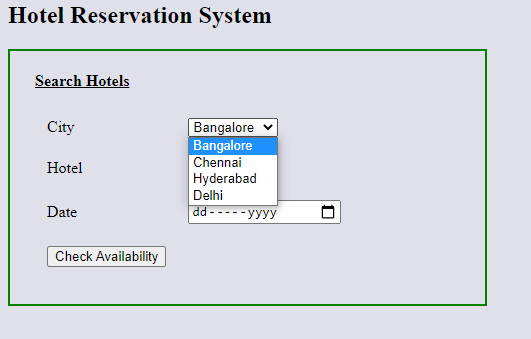 Hotel Reservation System
Search Hotels
City Bangalore
Bangalore
Chennai
Hotel
Hyderabad
Delhi
Date dd-----yyyy
Check Availability